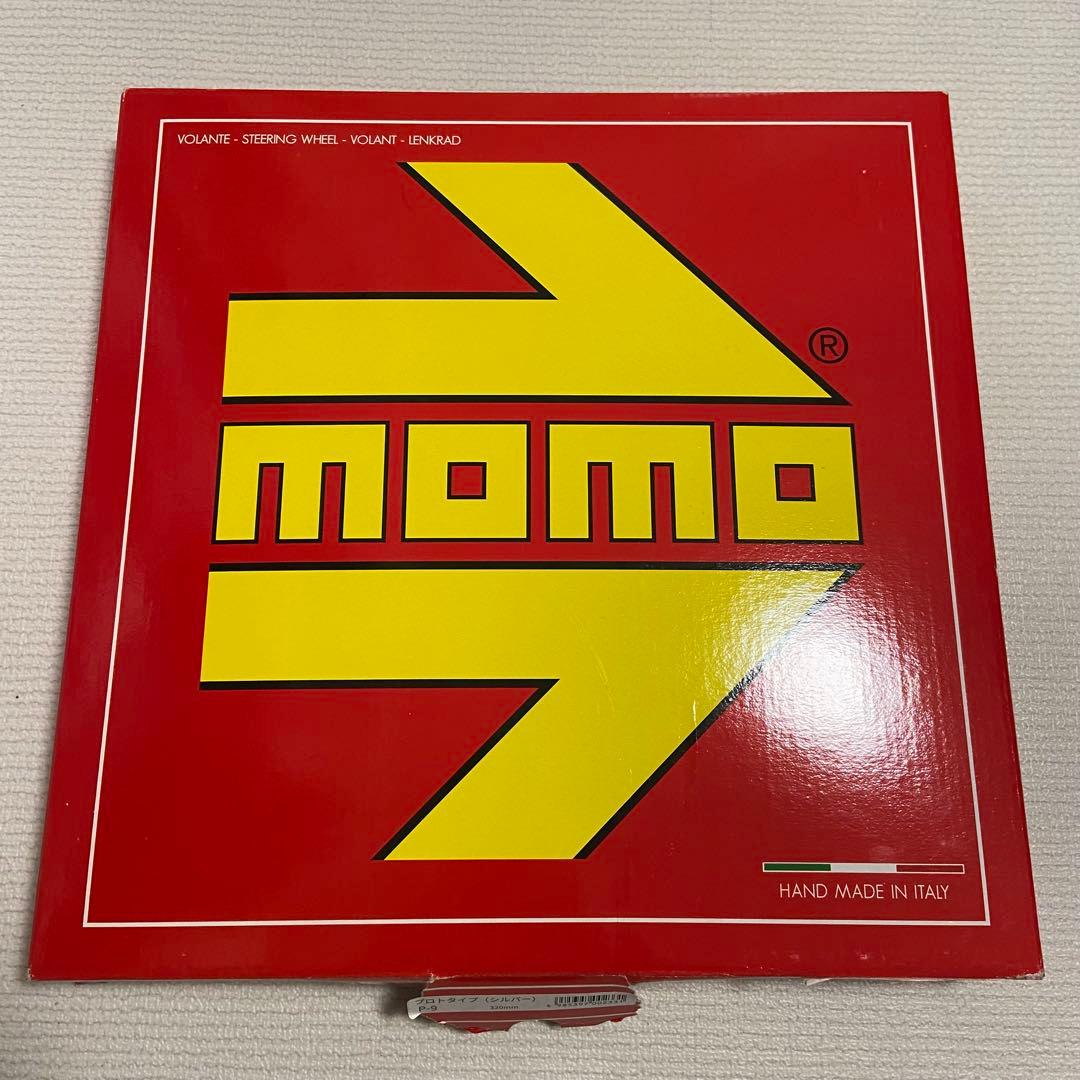 VOLANTE - STEERING WHEEL - VOLANT - LENKRAD
®
momo
HAND MADE IN ITALY
プロトタイプ（シルバー）
P-9 320mm